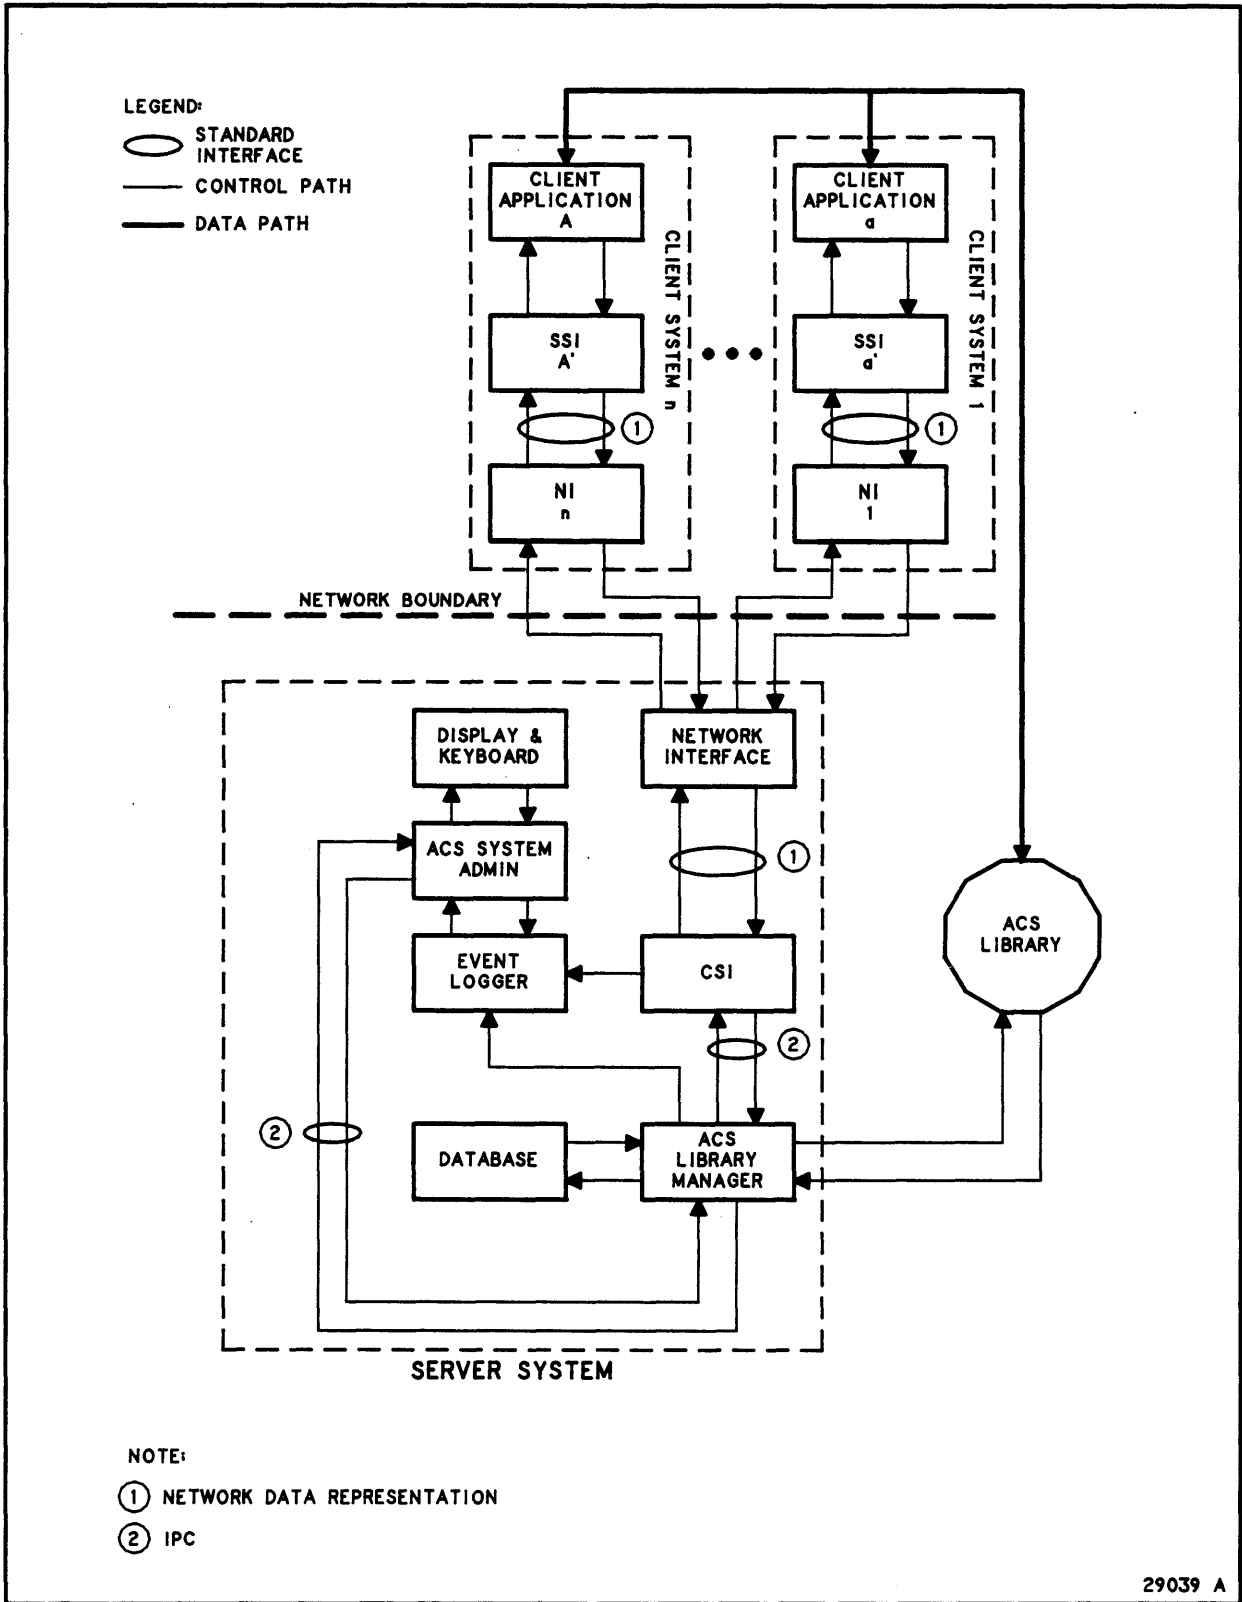 LEGEND:
STANDARD
INTERFACE
CONTROL PATH
DATA PATH
CLIENT
APPLICATION
A
CLIENT
APPLICATION
a
CLIENT SYSTEM n
CLIENT SYSTEM 1
SSI
A'
SSI
a'
1
1
NI
n
NI
1
NETWORK BOUNDARY
DISPLAY &
KEYBOARD
NETWORK
INTERFACE
ACS SYSTEM
ADMIN
1
EVENT
LOGGER
CSI
ACS
LIBRARY
2
2
DATABASE
ACS
LIBRARY
MANAGER
SERVER SYSTEM
NOTE:
1 NETWORK DATA REPRESENTATION
2 IPC
29039 A